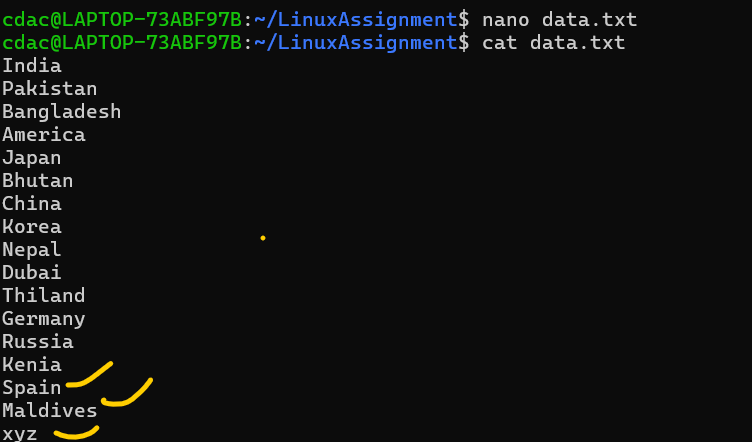 cdac@LAPTOP-73ABF97B:~/LinuxAssignment$ nano data.txt
cdac@LAPTOP-73ABF97B:~/LinuxAssignment$ cat data.txt
India
Pakistan
Bangladesh
America
Japan
Bhutan
China
Korea
Nepal
Dubai
Thiland
Germany
Russia
Kenia
Spain
Maldives
xyz